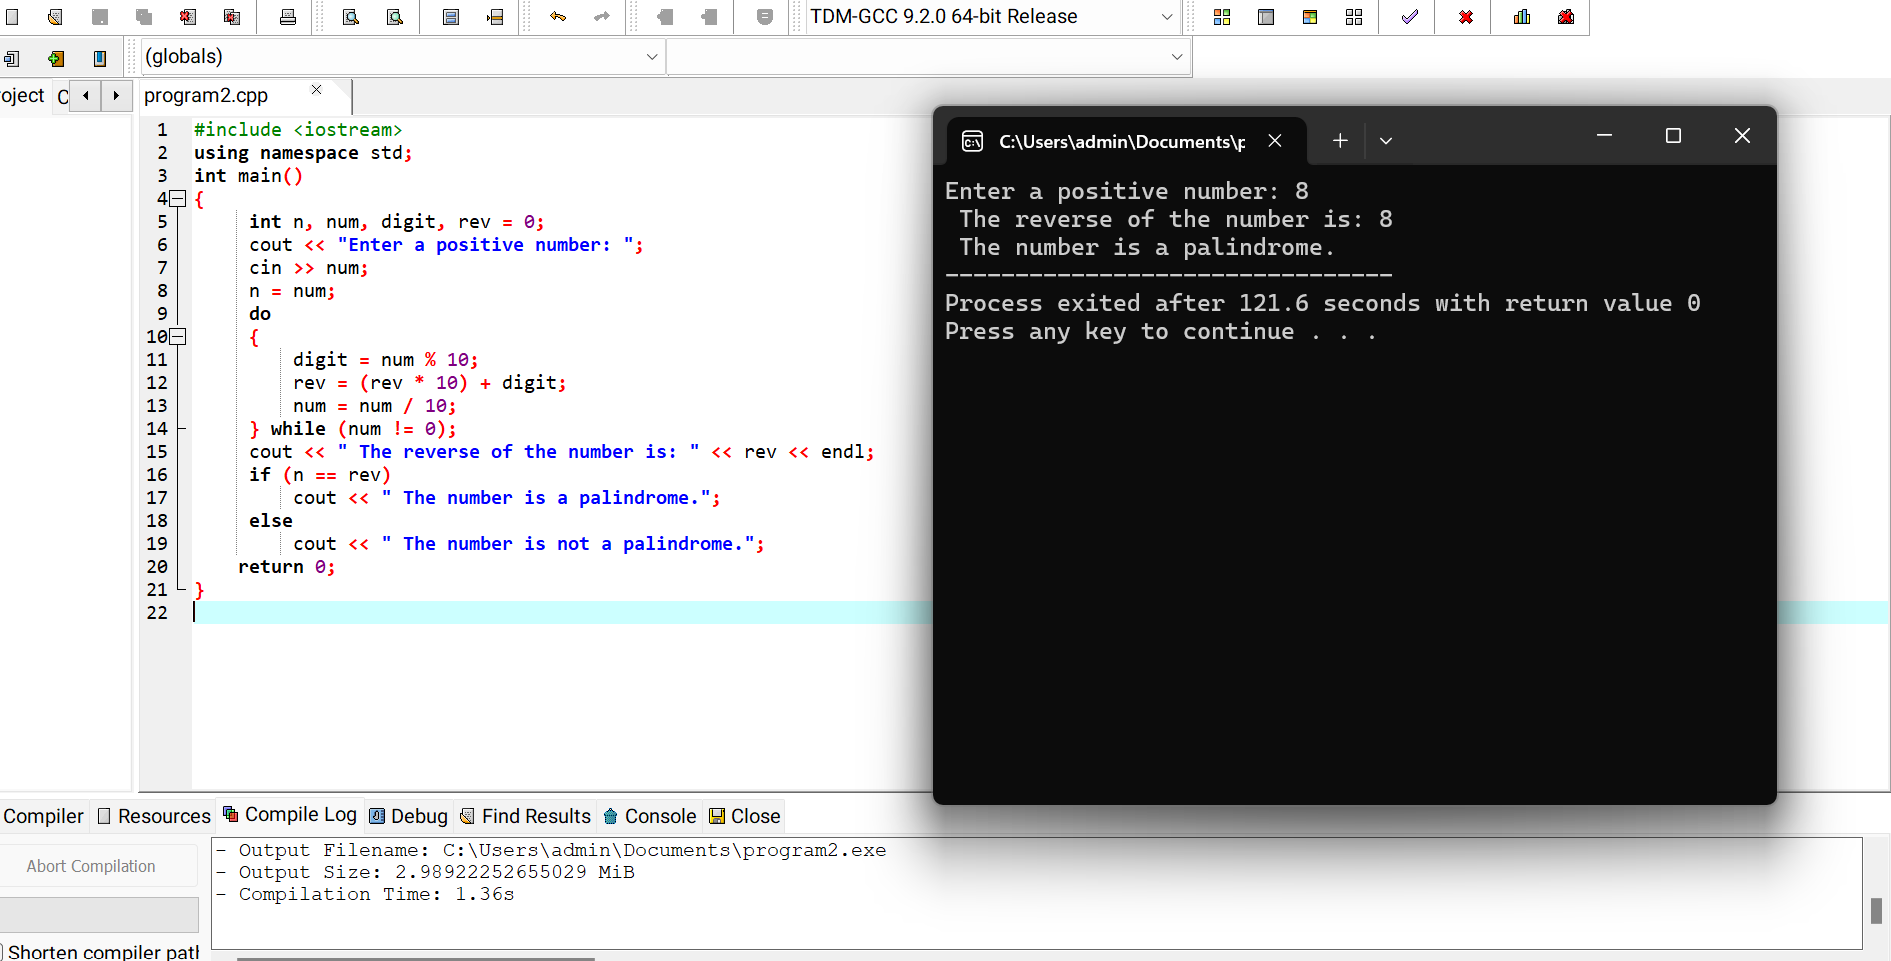 TDM-GCC 9.2.0 64-bit Release
(globals)
oject
program2.cpp
1 #include <iostream>
2 using namespace std;
3 int main()
4 {
5 int n, num, digit, rev = 0;
6 cout << "Enter a positive number: ";
7 cin >> num;
8 n = num;
9 do
10 {
11 digit = num % 10;
12 rev = (rev * 10) + digit;
13 num = num / 10;
14 } while (num != 0);
15 cout << " The reverse of the number is: " << rev << endl;
16 if (n == rev)
17 cout << " The number is a palindrome.";
18 else
19 cout << " The number is not a palindrome.";
20 return 0;
21 }
22
C:\Users\admin\Documents\p
Enter a positive number: 8
The reverse of the number is: 8
The number is a palindrome.
--------------------------------
Process exited after 121.6 seconds with return value 0
Press any key to continue . . .
Compiler Resources Compile Log Debug Find Results Console Close
Abort Compilation
- Output Filename: C:\Users\admin\Documents\program2.exe
- Output Size: 2.98922252655029 MiB
- Compilation Time: 1.36s
Shorten compiler path